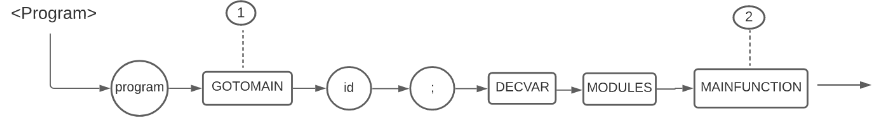 <Program>
1
2
program
GOTOMAIN
id
;
DECVAR
MODULES
MAINFUNCTION